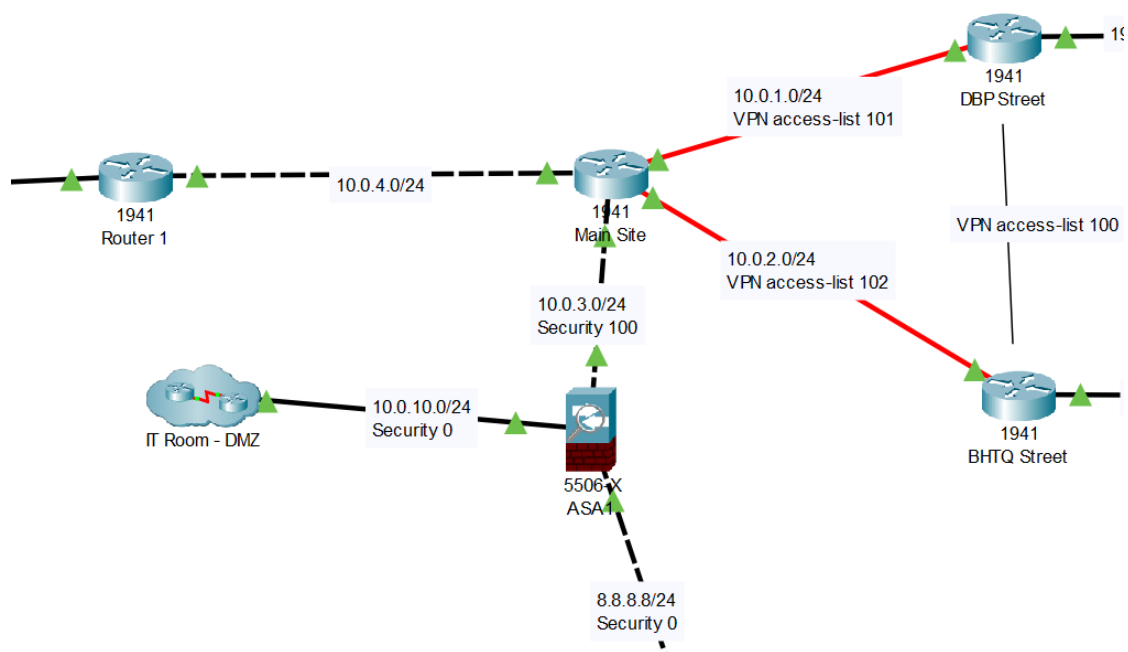 1941
DBP Street
19
10.0.1.0/24
VPN access-list 101
10.0.4.0/24
1941
Router 1
1941
Main Site
VPN access-list 100
10.0.2.0/24
VPN access-list 102
10.0.3.0/24
Security 100
10.0.10.0/24
Security 0
IT Room - DMZ
1941
BHTQ Street
5506-X
ASA1
8.8.8.8/24
Security 0